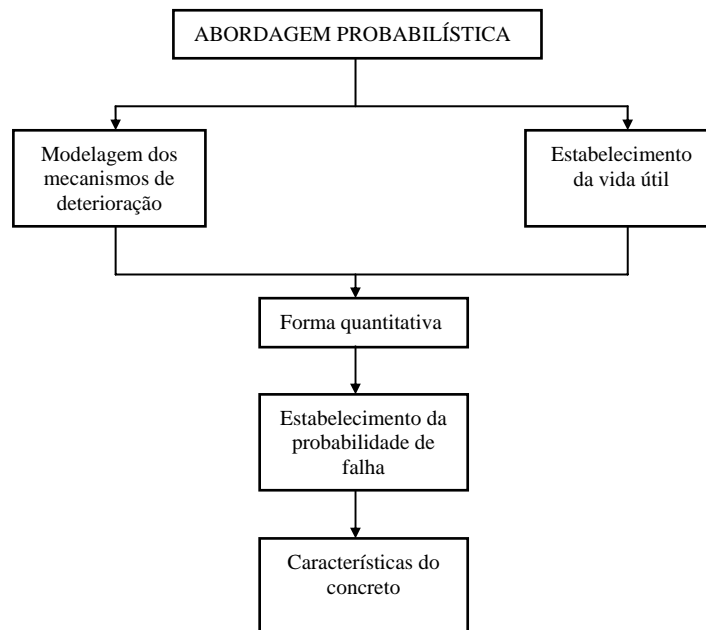 ABORDAGEM PROBABILÍSTICA
Modelagem dos
mecanismos de
deterioração
Estabelecimento
da vida útil
Forma quantitativa
Estabelecimento da
probabilidade de
falha
Características do
concreto